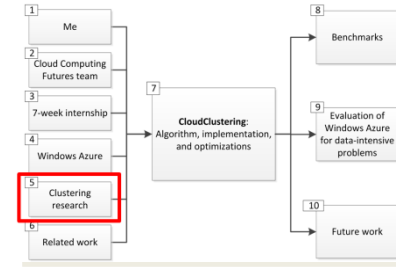 1
Me
2
Cloud Computing
Futures team
3
7-week internship
4
Windows Azure
5
Clustering
research
6
Related work
7
CloudClustering:
Algorithm, implementation,
and optimizations
8
Benchmarks
9
Evaluation of
Windows Azure
for data-intensive
problems
10
Future work